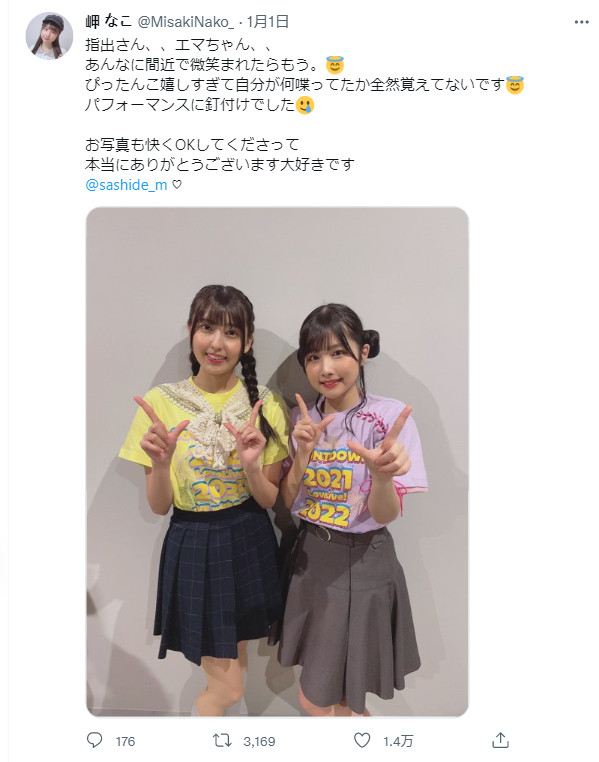 岬 なこ @MisakiNako_ · 1月1日
指出さん、、エマちゃん、、
あんなに間近で微笑まれたらもう。😇
ぴったんこ嬉しすぎて自分が何喋ってたか全然覚えてないです😇
パフォーマンスに釘付けでした🥲
お写真も快くOKしてくださって
本当にありがとうございます大好きです
@sashide_m ♡
202
NTDOWN
2021
LoveLive!
2022
176
3,169
1.4万